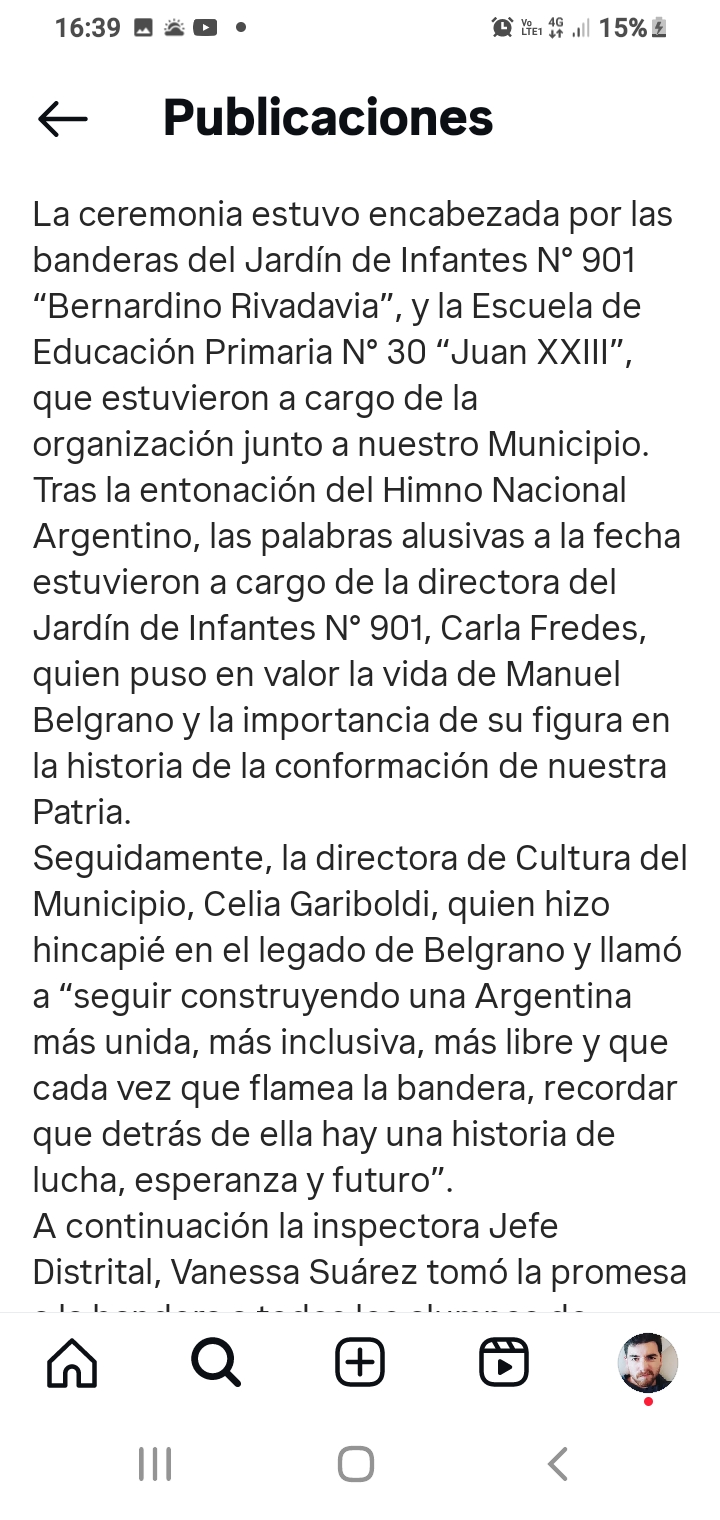 16:39
Vo LTE1 4G 15%
Publicaciones
La ceremonia estuvo encabezada por las
banderas del Jardín de Infantes N° 901
“Bernardino Rivadavia”, y la Escuela de
Educación Primaria N° 30 “Juan XXIII”,
que estuvieron a cargo de la
organización junto a nuestro Municipio.
Tras la entonación del Himno Nacional
Argentino, las palabras alusivas a la fecha
estuvieron a cargo de la directora del
Jardín de Infantes N° 901, Carla Fredes,
quien puso en valor la vida de Manuel
Belgrano y la importancia de su figura en
la historia de la conformación de nuestra
Patria.
Seguidamente, la directora de Cultura del
Municipio, Celia Gariboldi, quien hizo
hincapié en el legado de Belgrano y llamó
a “seguir construyendo una Argentina
más unida, más inclusiva, más libre y que
cada vez que flamea la bandera, recordar
que detrás de ella hay una historia de
lucha, esperanza y futuro”.
A continuación la inspectora Jefe
Distrital, Vanessa Suárez tomó la promesa